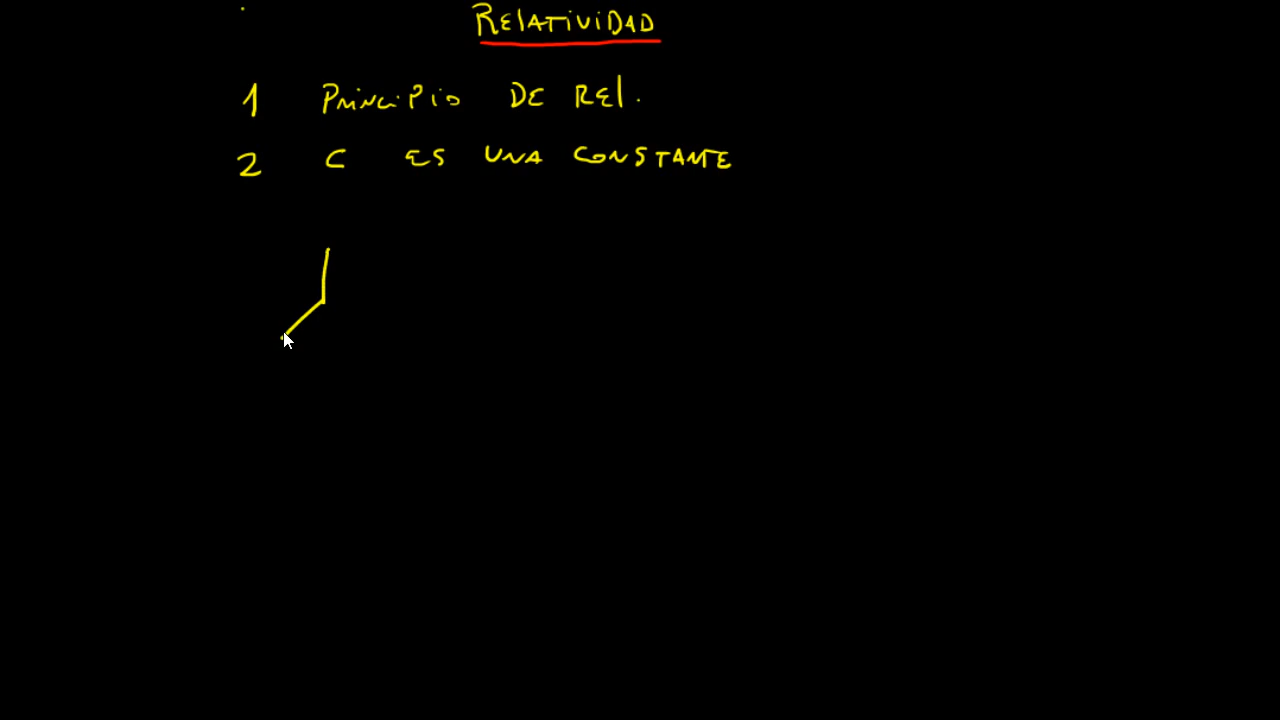 RELATIVIDAD
1 PRINCIPIO DE REL.
2 C ES UNA CONSTANTE